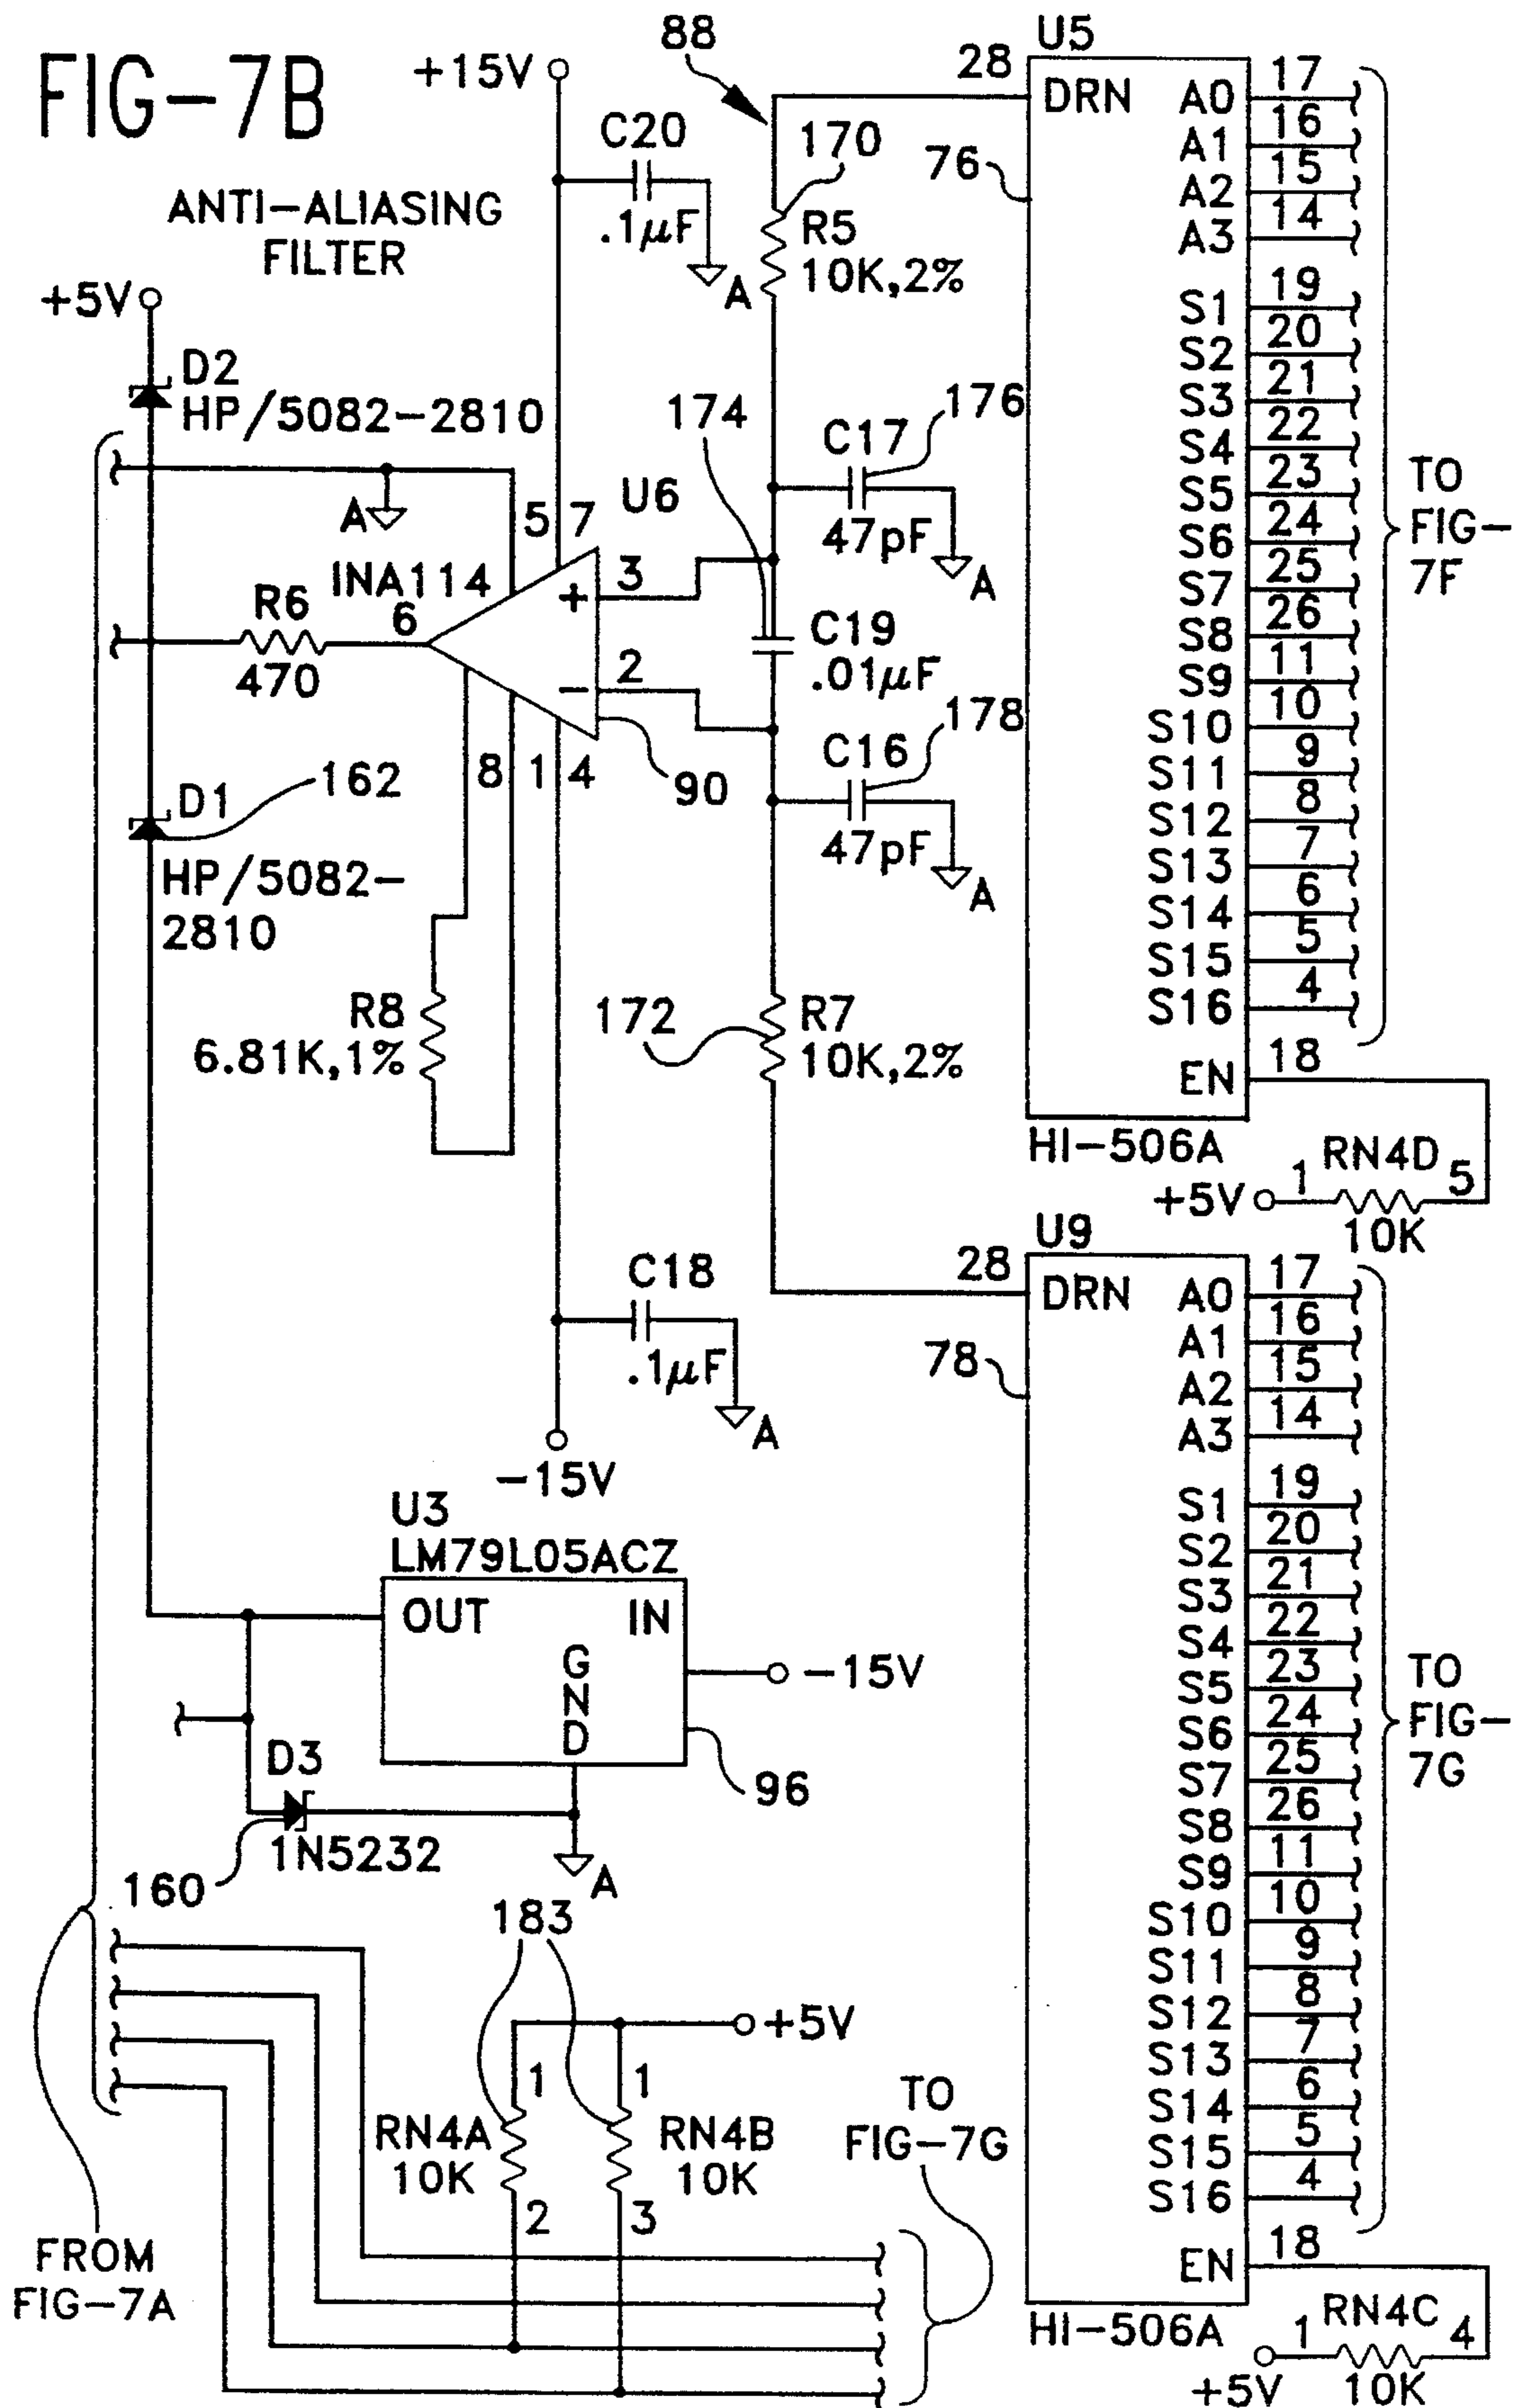 FIG-7B
ANTI-ALIASING
FILTER
+15V
C20
.1μF
A
88
170
R5
10K,2%
+5V
D2
HP/5082-2810
A
5 7
U6
INA114
6
3
+
2
-
8 1 4
90
R6
470
174
C17
176
47pF
A
C19
.01μF
C16
178
47pF
A
D1
162
HP/5082-
2810
R8
6.81K,1%
172
R7
10K,2%
C18
.1μF
A
-15V
U3
LM79L05ACZ
OUT
IN
GND
-15V
96
D3
1N5232
160
A
183
+5V
1
1
RN4A
10K
RN4B
10K
2
3
TO
FIG-7G
FROM
FIG-7A
U5
28
DRN
76
A0 17
A1 16
A2 15
A3 14
S1 19
S2 20
S3 21
S4 22
S5 23
S6 24
S7 25
S8 26
S9 11
S10 10
S11 9
S12 8
S13 7
S14 6
S15 5
S16 4
EN 18
TO
FIG-
7F
HI-506A
RN4D
+5V
1
5
10K
U9
28
DRN
78
A0 17
A1 16
A2 15
A3 14
S1 19
S2 20
S3 21
S4 22
S5 23
S6 24
S7 25
S8 26
S9 11
S10 10
S11 9
S12 8
S13 7
S14 6
S15 5
S16 4
EN 18
TO
FIG-
7G
HI-506A
RN4C
1
4
+5V
10K